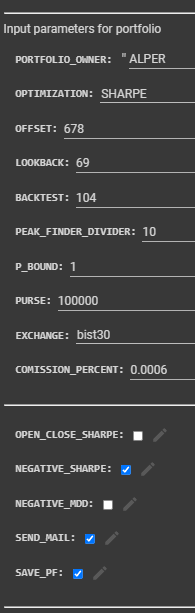 Input parameters for portfolio
PORTFOLIO_OWNER: " ALPER
OPTIMIZATION: SHARPE
OFFSET: 678
LOOKBACK: 69
BACKTEST: 104
PEAK_FINDER_DIVIDER: 10
P_BOUND: 1
PURSE: 100000
EXCHANGE: bist30
COMISSION_PERCENT: 0.0006
OPEN_CLOSE_SHARPE:
NEGATIVE_SHARPE:
NEGATIVE_MDD:
SEND_MAIL:
SAVE_PF: